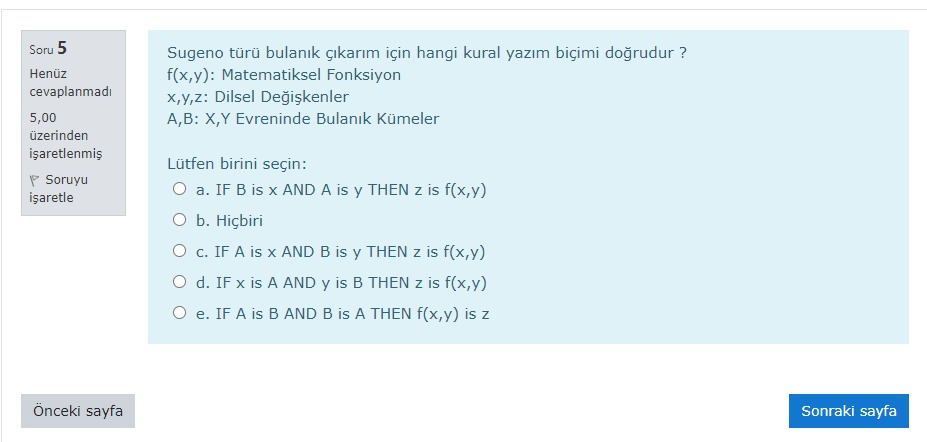 Soru 5
Henüz
cevaplanmadı
5,00
üzerinden
işaretlenmiş
Soruyu
işaretle
Sugeno türü bulanık çıkarım için hangi kural yazım biçimi doğrudur ?
f(x,y): Matematiksel Fonksiyon
x,y,z: Dilsel Değişkenler
A,B: X,Y Evreninde Bulanık Kümeler
Lütfen birini seçin:
a. IF B is x AND A is y THEN z is f(x,y)
b. Hiçbiri
c. IF A is x AND B is y THEN z is f(x,y)
d. IF x is A AND y is B THEN z is f(x,y)
e. IF A is B AND B is A THEN f(x,y) is z
Önceki sayfa
Sonraki sayfa